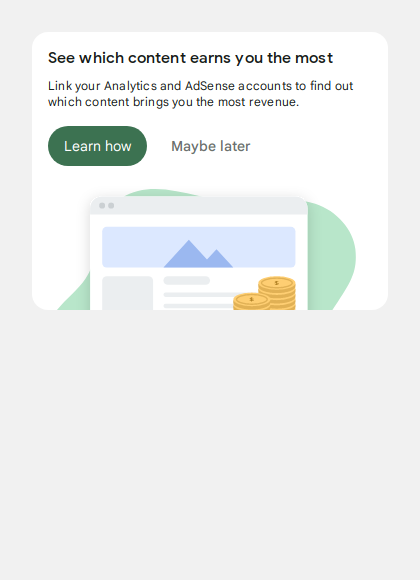 See which content earns you the most
Link your Analytics and AdSense accounts to find out
which content brings you the most revenue.
Learn how
Maybe later
$
$